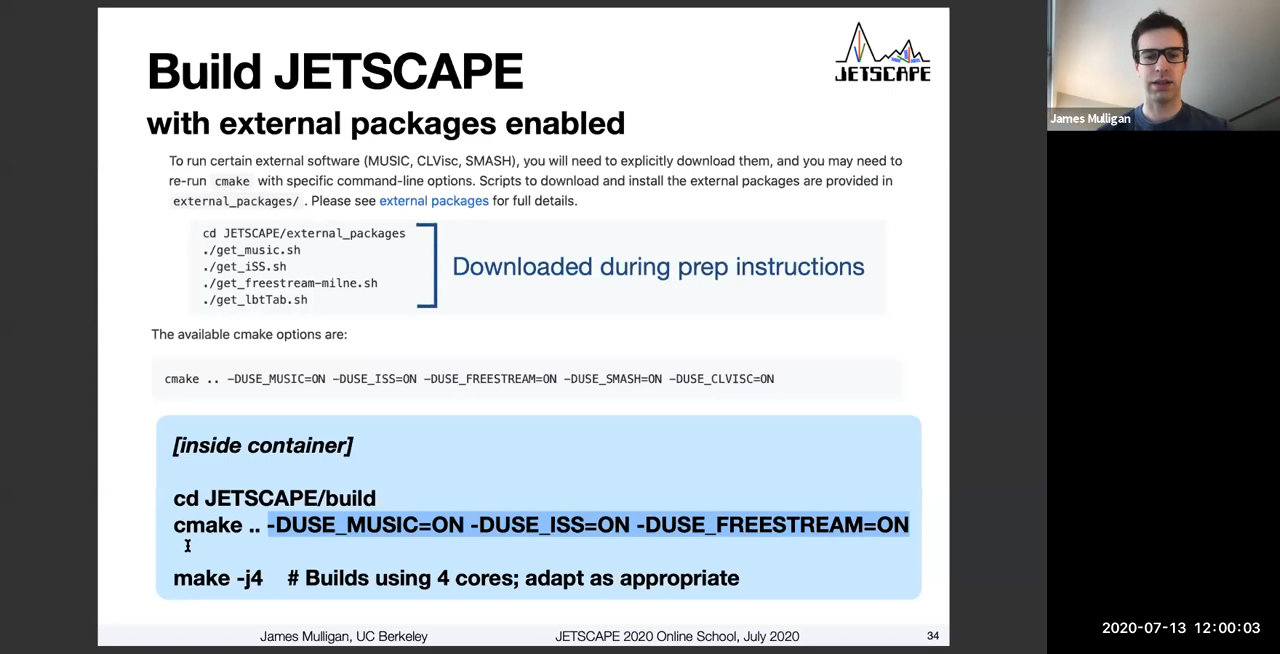 Build JETSCAPE
JETSCAPE
with external packages enabled
To run certain external software (MUSIC, CLVisc, SMASH), you will need to explicitly download them, and you may need to
re-run cmake with specific command-line options. Scripts to download and install the external packages are provided in
external_packages/ . Please see external packages for full details.
cd JETSCAPE/external_packages
./get_music.sh
./get_iSS.sh
./get_freestream-milne.sh
./get_lbtTab.sh
Downloaded during prep instructions
The available cmake options are:
cmake .. -DUSE_MUSIC=ON -DUSE_ISS=ON -DUSE_FREESTREAM=ON -DUSE_SMASH=ON -DUSE_CLVISC=ON
[inside container]
cd JETSCAPE/build
cmake .. -DUSE_MUSIC=ON -DUSE_ISS=ON -DUSE_FREESTREAM=ON
make -j4 # Builds using 4 cores; adapt as appropriate
James Mulligan, UC Berkeley
JETSCAPE 2020 Online School, July 2020
34
James Mulligan
2020-07-13 12:00:03